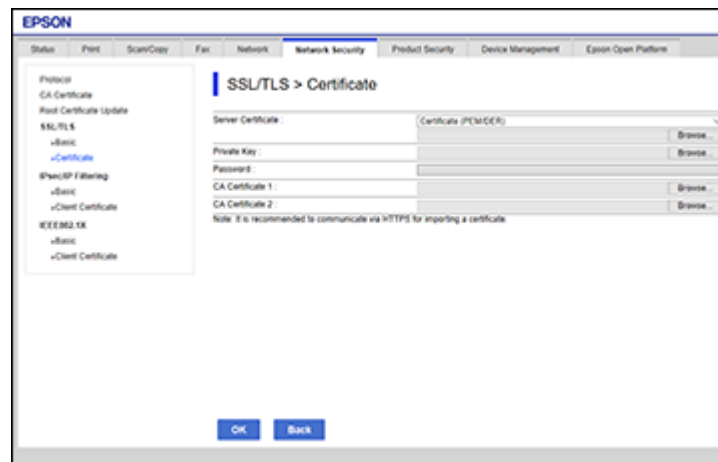 EPSON
Status Print Scan/Copy Fax Network Network Security Product Security Device Management Epson Open Platform
Protocol
CA Certificate
Root Certificate Update
SSL/TLS
»Basic
»Certificate
IPsec/IP Filtering
»Basic
»Client Certificate
IEEE802.1X
»Basic
»Client Certificate
SSL/TLS > Certificate
Server Certificate : Certificate (PEM/DER)
Browse...
Private Key : Browse...
Password :
CA Certificate 1 : Browse...
CA Certificate 2 : Browse...
Note: It is recommended to communicate via HTTPS for importing a certificate.
OK Back